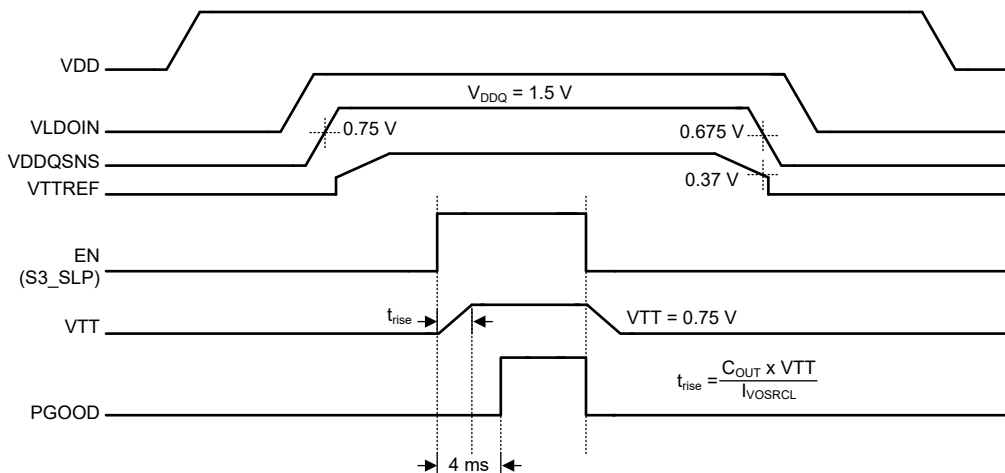 VDD
V_DDQ = 1.5 V
VLDOIN
0.75 V
0.675 V
VDDQSNS
VTTREF
0.37 V
EN
(S3_SLP)
t_rise
VTT
VTT = 0.75 V
t_rise = C_OUT x VTT / I_VOSRCL
PGOOD
4 ms